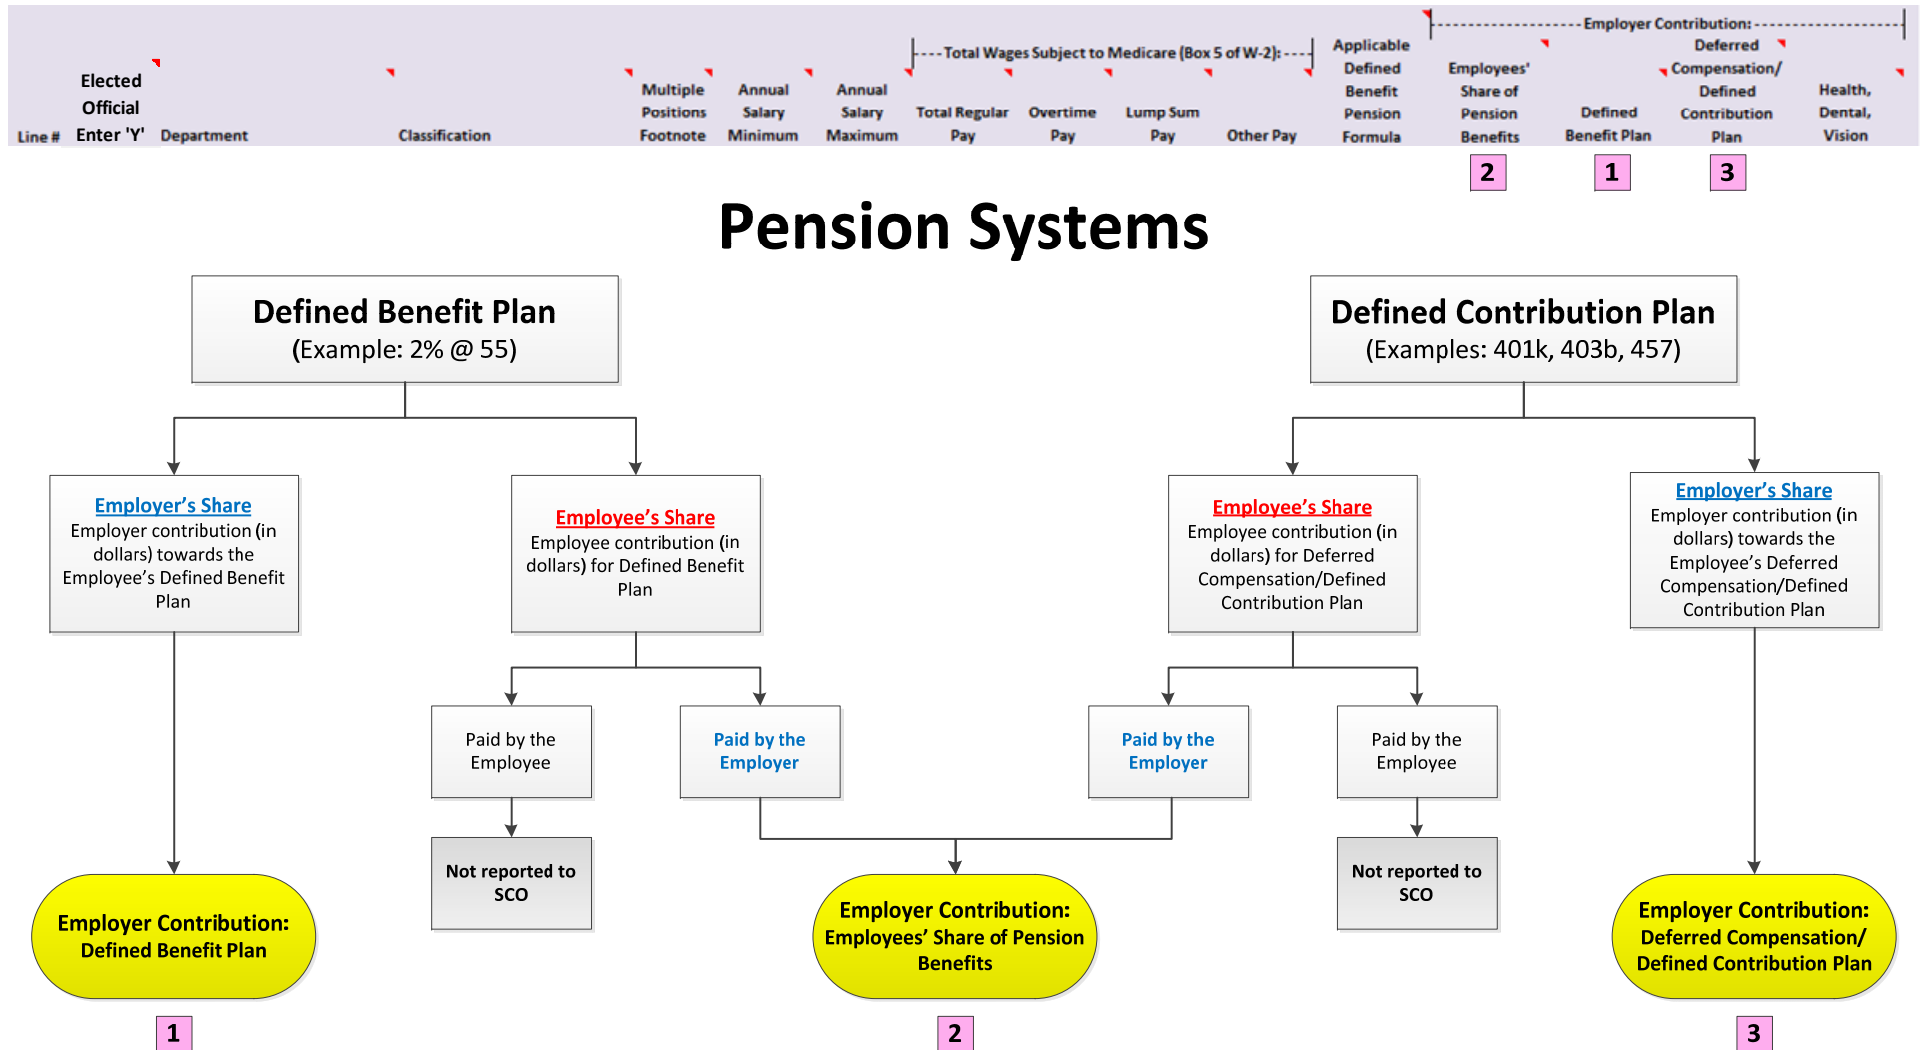 Employer Contribution:
Total Wages Subject to Medicare (Box 5 of W-2):
Line #
Elected
Official
Enter 'Y'
Department
Classification
Multiple
Positions
Footnote
Annual
Salary
Minimum
Annual
Salary
Maximum
Total Regular
Pay
Overtime
Pay
Lump Sum
Pay
Other Pay
Applicable
Defined
Benefit
Pension
Formula
Employees'
Share of
Pension
Benefits
Defined
Benefit Plan
Deferred
Compensation/
Defined
Contribution
Plan
Health,
Dental,
Vision
2
1
3
Pension Systems
Defined Benefit Plan
(Example: 2% @ 55)
Defined Contribution Plan
(Examples: 401k, 403b, 457)
Employer’s Share
Employer contribution (in
dollars) towards the
Employee’s Defined Benefit
Plan
Employee’s Share
Employee contribution (in
dollars) for Defined Benefit
Plan
Employee’s Share
Employee contribution (in
dollars) for Deferred
Compensation/Defined
Contribution Plan
Employer’s Share
Employer contribution (in
dollars) towards the
Employee’s Deferred
Compensation/Defined
Contribution Plan
Paid by the
Employee
Paid by the
Employer
Paid by the
Employer
Paid by the
Employee
Not reported to
SCO
Not reported to
SCO
Employer Contribution:
Defined Benefit Plan
Employer Contribution:
Employees’ Share of Pension
Benefits
Employer Contribution:
Deferred Compensation/
Defined Contribution Plan
1
2
3